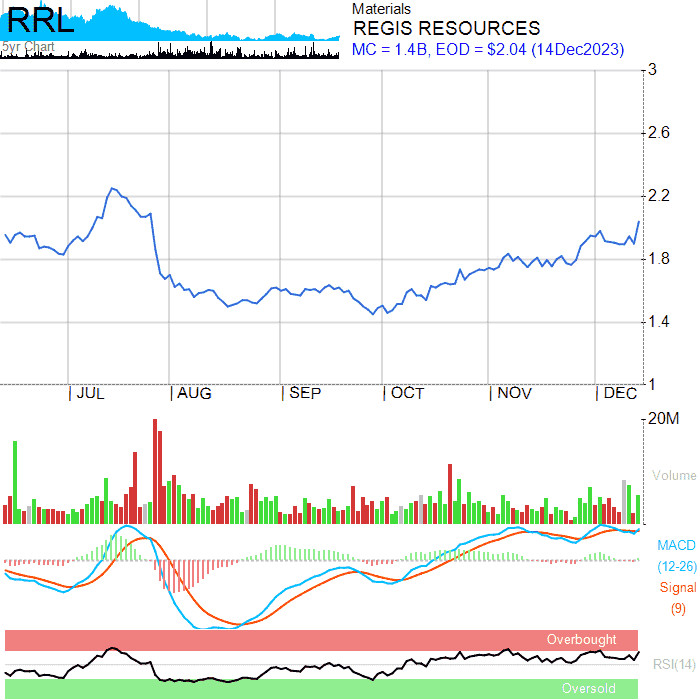 RRL
5yr Chart
Materials
REGIS RESOURCES
MC = 1.4B, EOD = $2.04 (14Dec2023)
3
2.6
2.2
1.8
1.4
1
JUL AUG SEP OCT NOV DEC
20M
Volume
MACD
(12-26)
Signal
(9)
Overbought
RSI(14)
Oversold